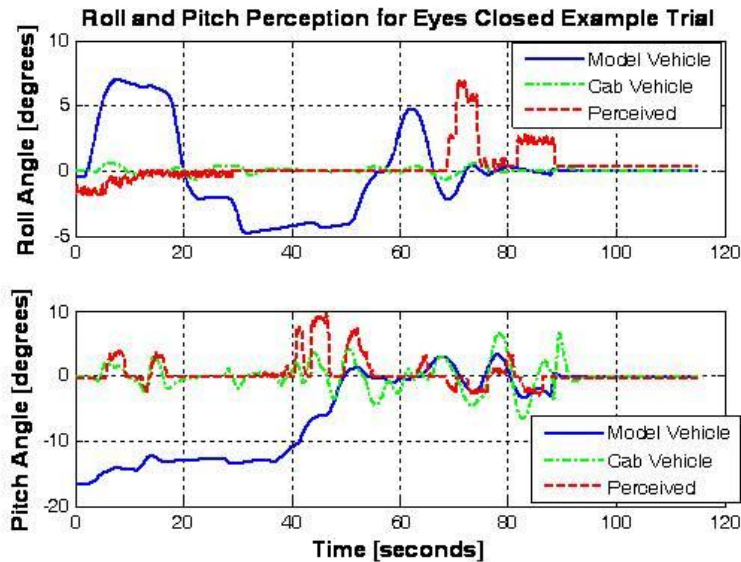 Roll and Pitch Perception for Eyes Closed Example Trial
Roll Angle [degrees]
10
5
0
-5
0 20 40 60 80 100 120
Model Vehicle
Cab Vehicle
Perceived
Pitch Angle [degrees]
10
0
-10
-20
0 20 40 60 80 100 120
Model Vehicle
Cab Vehicle
Perceived
Time [seconds]